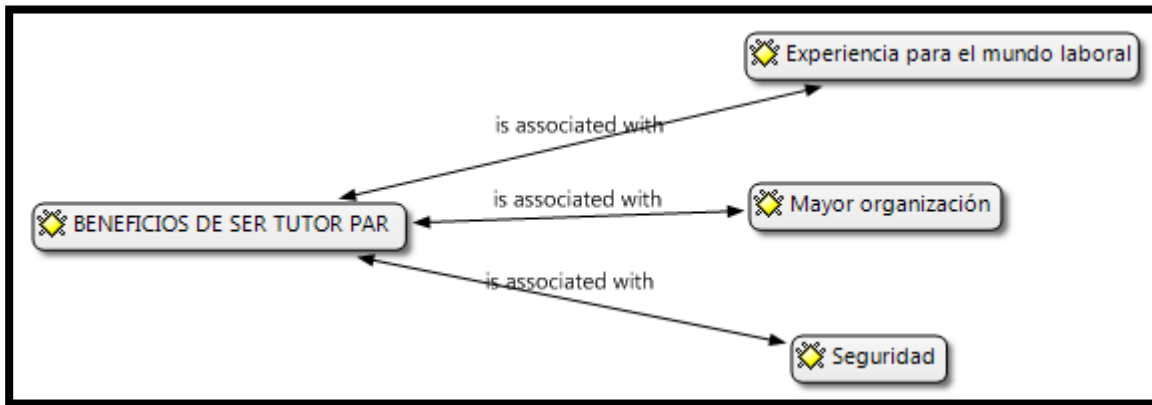 Experiencia para el mundo laboral
is associated with
is associated with
Mayor organización
BENEFICIOS DE SER TUTOR PAR
is associated with
Seguridad